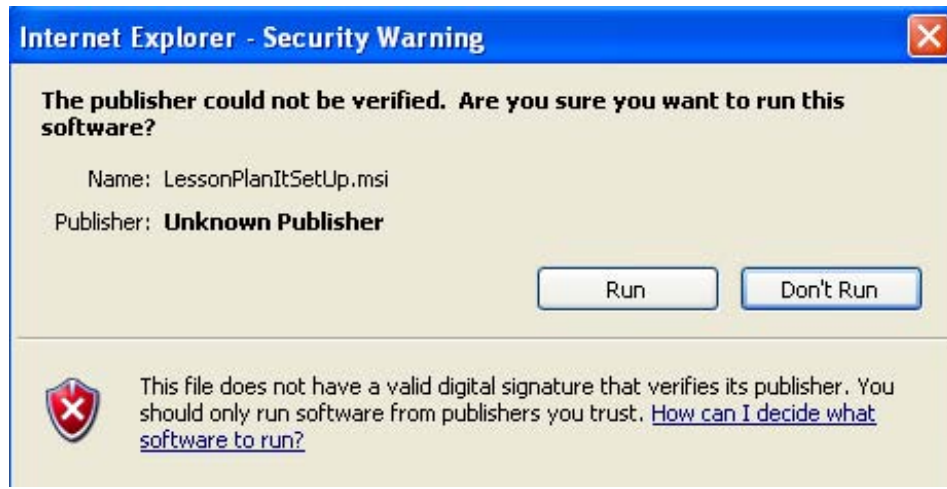 Internet Explorer - Security Warning
The publisher could not be verified.  Are you sure you want to run this
software?
Name: LessonPlanItSetUp.msi
Publisher: Unknown Publisher
Run
Don't Run
This file does not have a valid digital signature that verifies its publisher. You
should only run software from publishers you trust. How can I decide what
software to run?